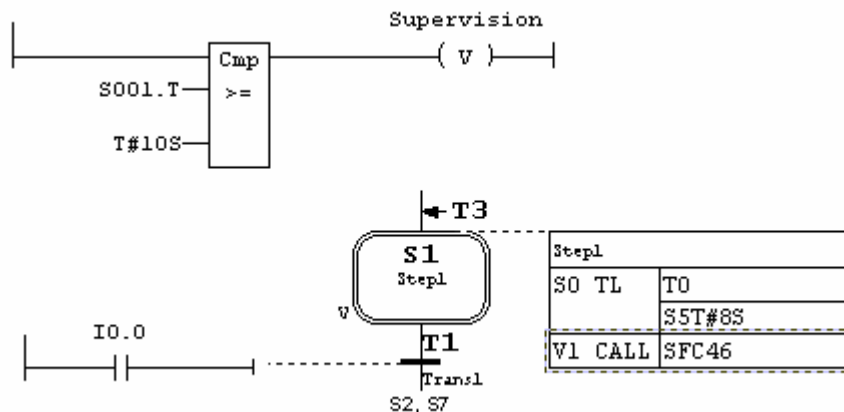 Supervision
( V )
Cmp
S001.T
>=
T#10S
T3
S1
Step1
V
Step1
S0 TL T0
S5T#8S
V1 CALL SFC46
I0.0
T1
Trans1
S2, S7